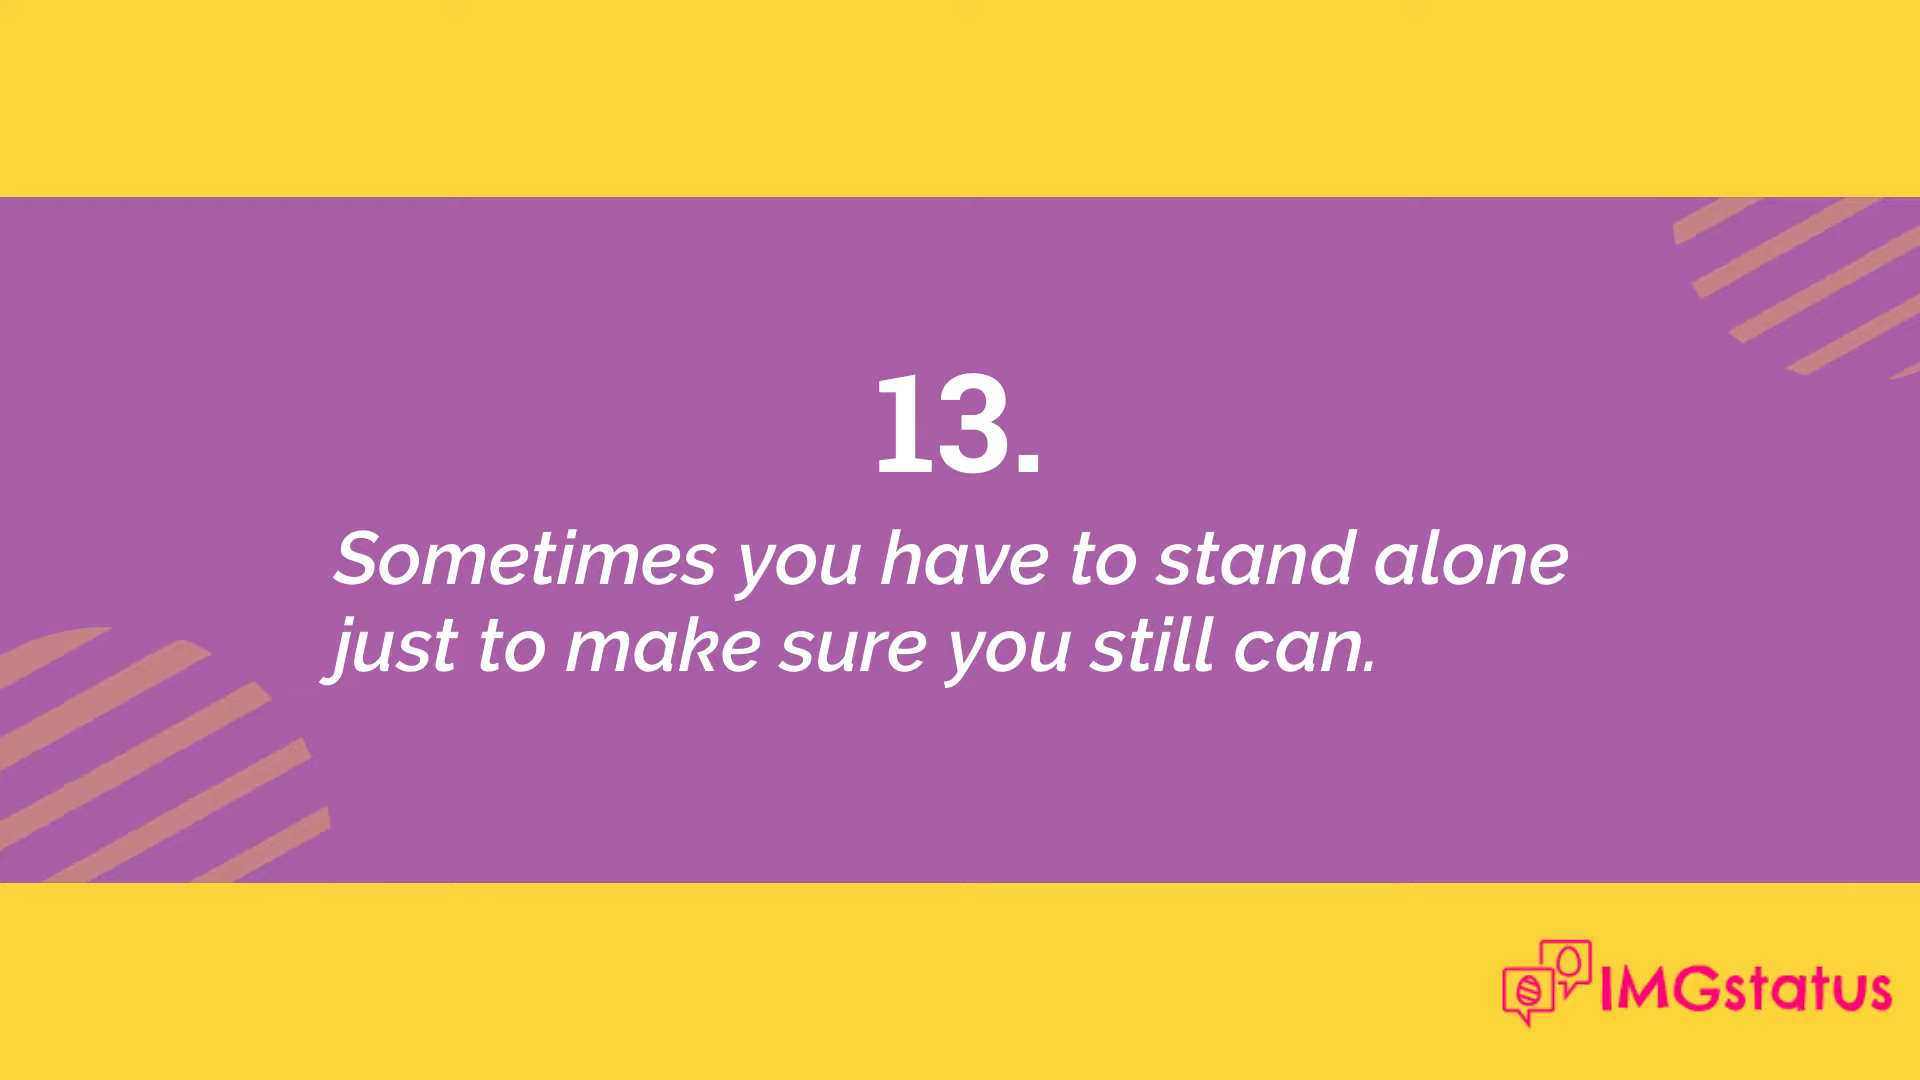 13.
Sometimes you have to stand alone
just to make sure you still can.
IMGstatus